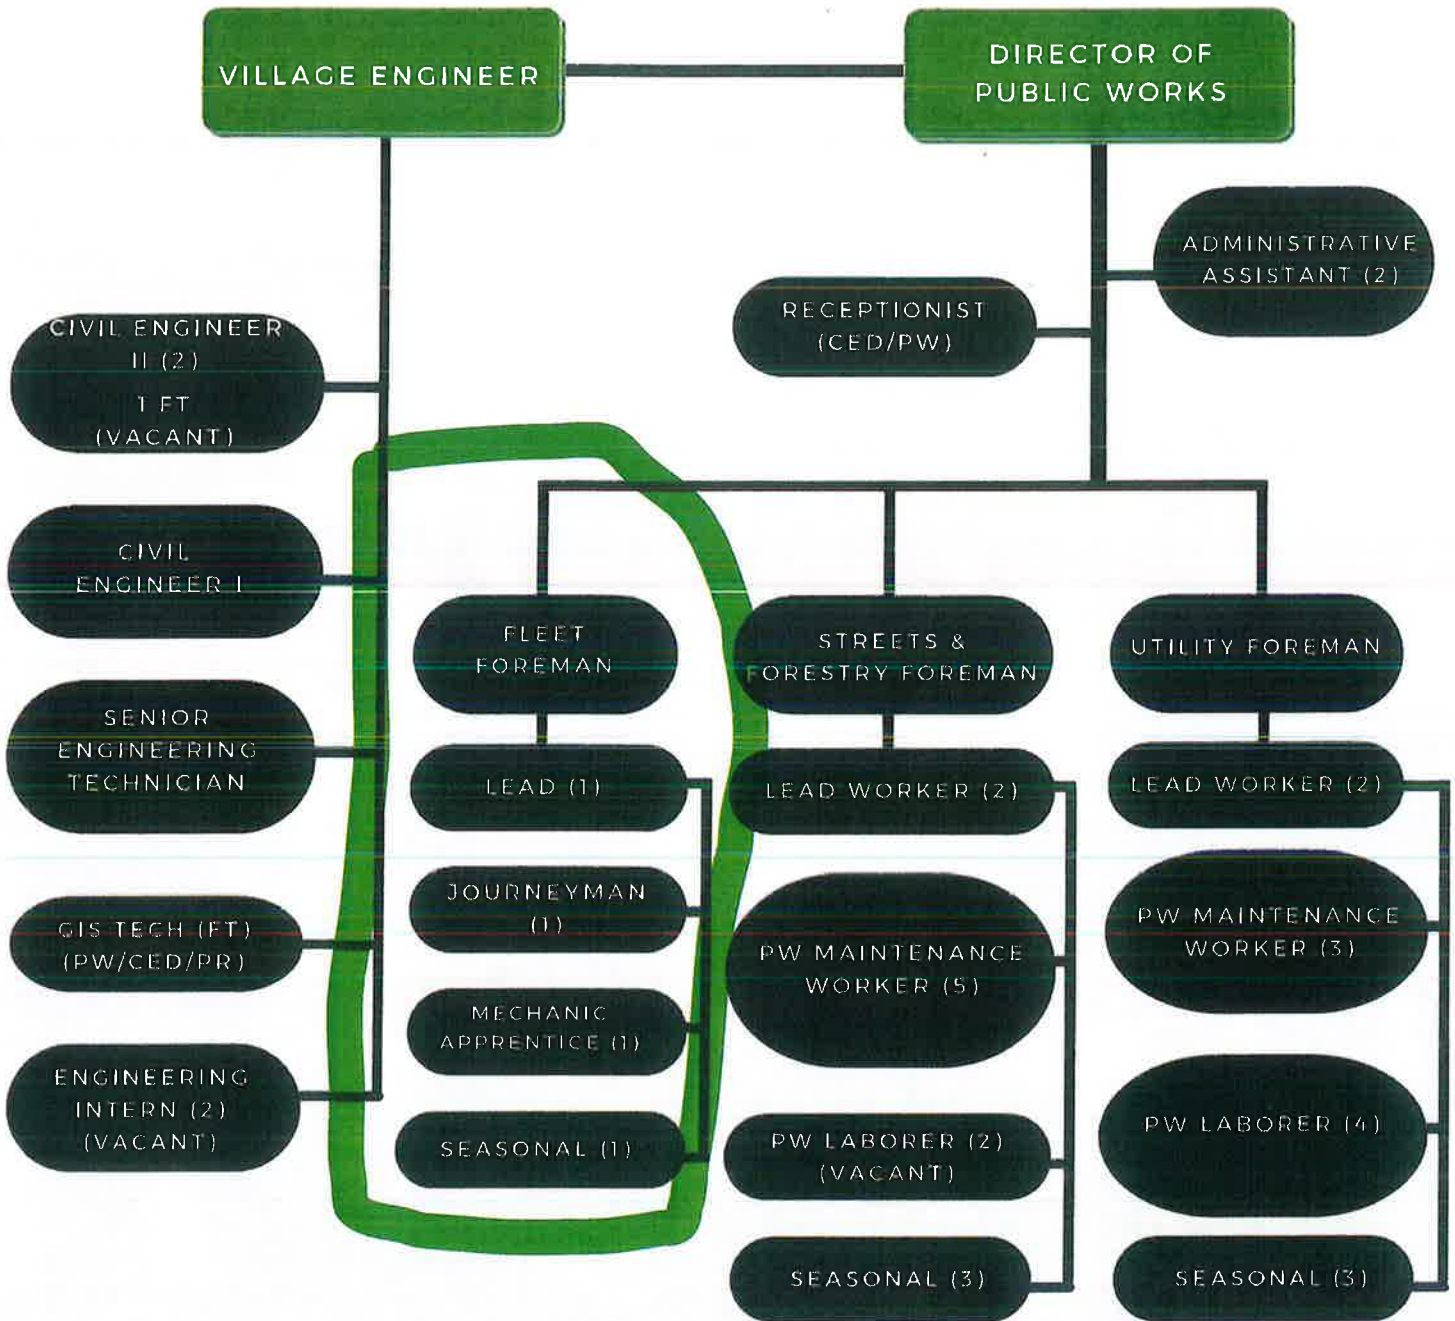 VILLAGE ENGINEER
DIRECTOR OF
PUBLIC WORKS
ADMINISTRATIVE
ASSISTANT (2)
RECEPTIONIST
(CED/PW)
CIVIL ENGINEER
II (2)
1 FT
(VACANT)
CIVIL
ENGINEER I
SENIOR
ENGINEERING
TECHNICIAN
GIS TECH (FT)
(PW/CED/PR)
ENGINEERING
INTERN (2)
(VACANT)
FLEET
FOREMAN
LEAD (1)
JOURNEYMAN
(1)
MECHANIC
APPRENTICE (1)
SEASONAL (1)
STREETS &
FORESTRY FOREMAN
LEAD WORKER (2)
PW MAINTENANCE
WORKER (5)
PW LABORER (2)
(VACANT)
SEASONAL (3)
UTILITY FOREMAN
LEAD WORKER (2)
PW MAINTENANCE
WORKER (3)
PW LABORER (4)
SEASONAL (3)